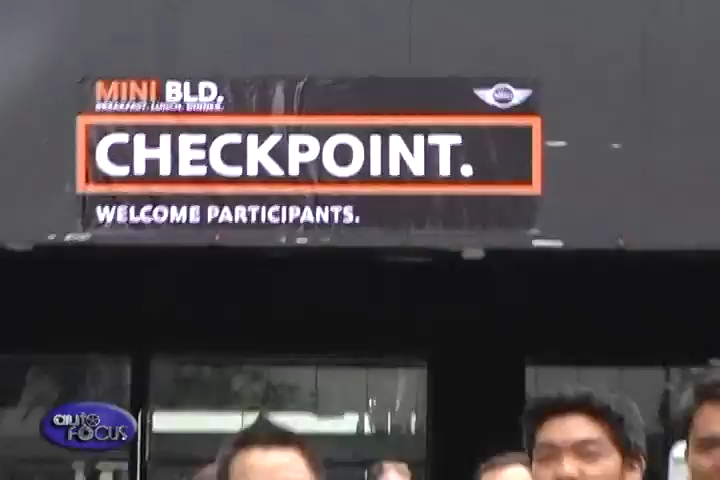 MINI BLD.
BREAKFAST. LUNCH. DINNER.
CHECKPOINT.
WELCOME PARTICIPANTS.
auto
FOCUS